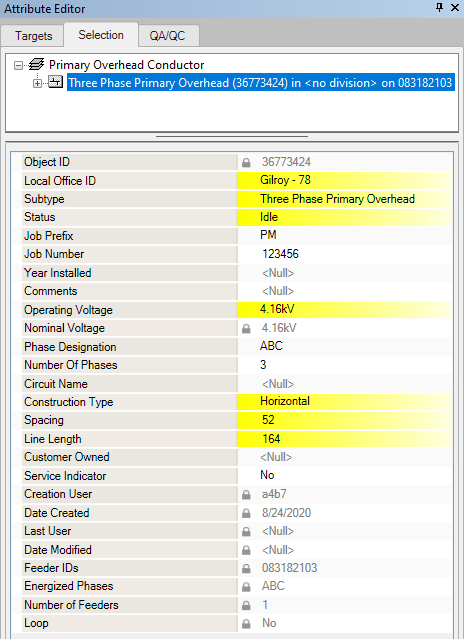 Attribute Editor
Targets Selection QA/QC
Primary Overhead Conductor
Three Phase Primary Overhead (36773424) in <no division> on 083182103
Object ID 36773424
Local Office ID Gilroy - 78
Subtype Three Phase Primary Overhead
Status Idle
Job Prefix PM
Job Number 123456
Year Installed <Null>
Comments <Null>
Operating Voltage 4.16kV
Nominal Voltage 4.16kV
Phase Designation ABC
Number Of Phases 3
Circuit Name <Null>
Construction Type Horizontal
Spacing 52
Line Length 164
Customer Owned <Null>
Service Indicator No
Creation User a4b7
Date Created 8/24/2020
Last User <Null>
Date Modified <Null>
Feeder IDs 083182103
Energized Phases ABC
Number of Feeders 1
Loop No